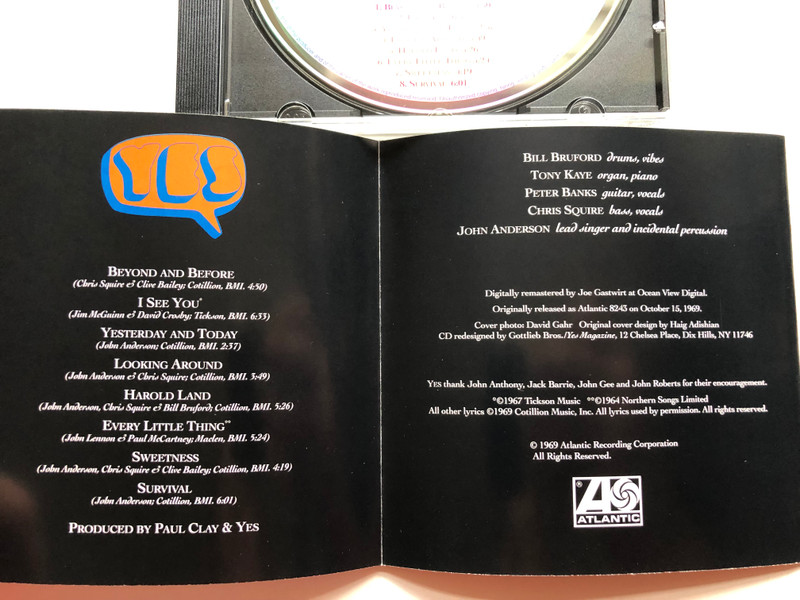 6:01
8. SURVIVAL
YES
BEYOND AND BEFORE
(Chris Squire & Clive Bailey; Cotillion, BMI. 4:50)
I SEE YOU*
(Jim McGuinn & David Crosby; Tickson, BMI. 6:33)
YESTERDAY AND TODAY
(John Anderson; Cotillion, BMI. 2:37)
LOOKING AROUND
(John Anderson & Chris Squire; Cotillion, BMI. 3:49)
HAROLD LAND
(John Anderson, Chris Squire & Bill Bruford; Cotillion, BMI. 5:26)
EVERY LITTLE THING**
(John Lennon & Paul McCartney; Maclen, BMI. 5:24)
SWEETNESS
(John Anderson, Chris Squire & Clive Bailey; Cotillion, BMI. 4:19)
SURVIVAL
(John Anderson; Cotillion, BMI. 6:01)
PRODUCED BY PAUL CLAY & YES
BILL BRUFORD drums, vibes
TONY KAYE organ, piano
PETER BANKS guitar, vocals
CHRIS SQUIRE bass, vocals
JOHN ANDERSON lead singer and incidental percussion
Digitally remastered by Joe Gastwirt at Ocean View Digital.
Originally released as Atlantic 8243 on October 15, 1969.
Cover photo: David Gahr Original cover design by Haig Adishian
CD redesigned by Gottlieb Bros./Yes Magazine, 12 Chelsea Place, Dix Hills, NY 11746
YES thank John Anthony, Jack Barrie, John Gee and John Roberts for their encouragement.
*©1967 Tickson Music **©1964 Northern Songs Limited
All other lyrics ©1969 Cotillion Music, Inc. All lyrics used by permission. All rights reserved.
© 1969 Atlantic Recording Corporation
All Rights Reserved.
®
ATLANTIC